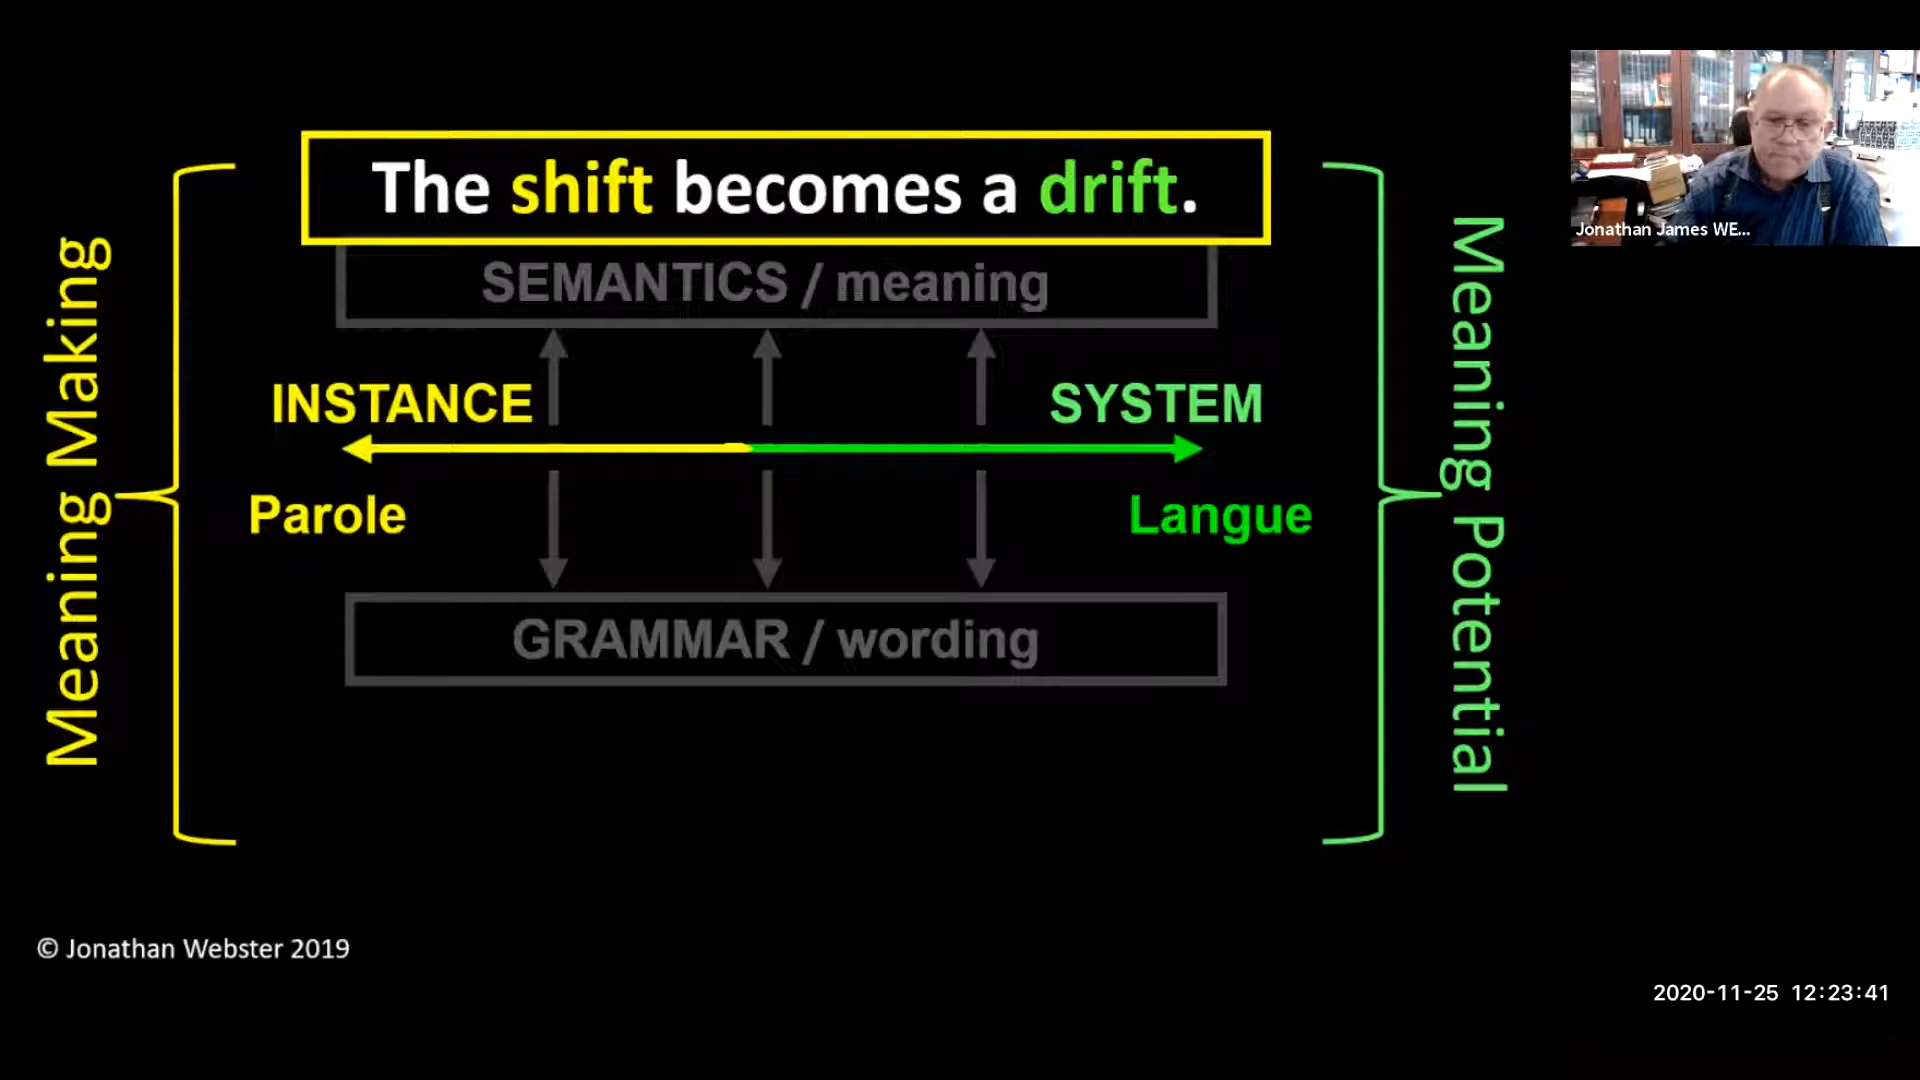 The shift becomes a drift.
Jonathan James WE...
SEMANTICS / meaning
Meaning Making
INSTANCE
SYSTEM
Meaning Potential
Parole
Langue
GRAMMAR / wording
© Jonathan Webster 2019
2020-11-25 12:23:41